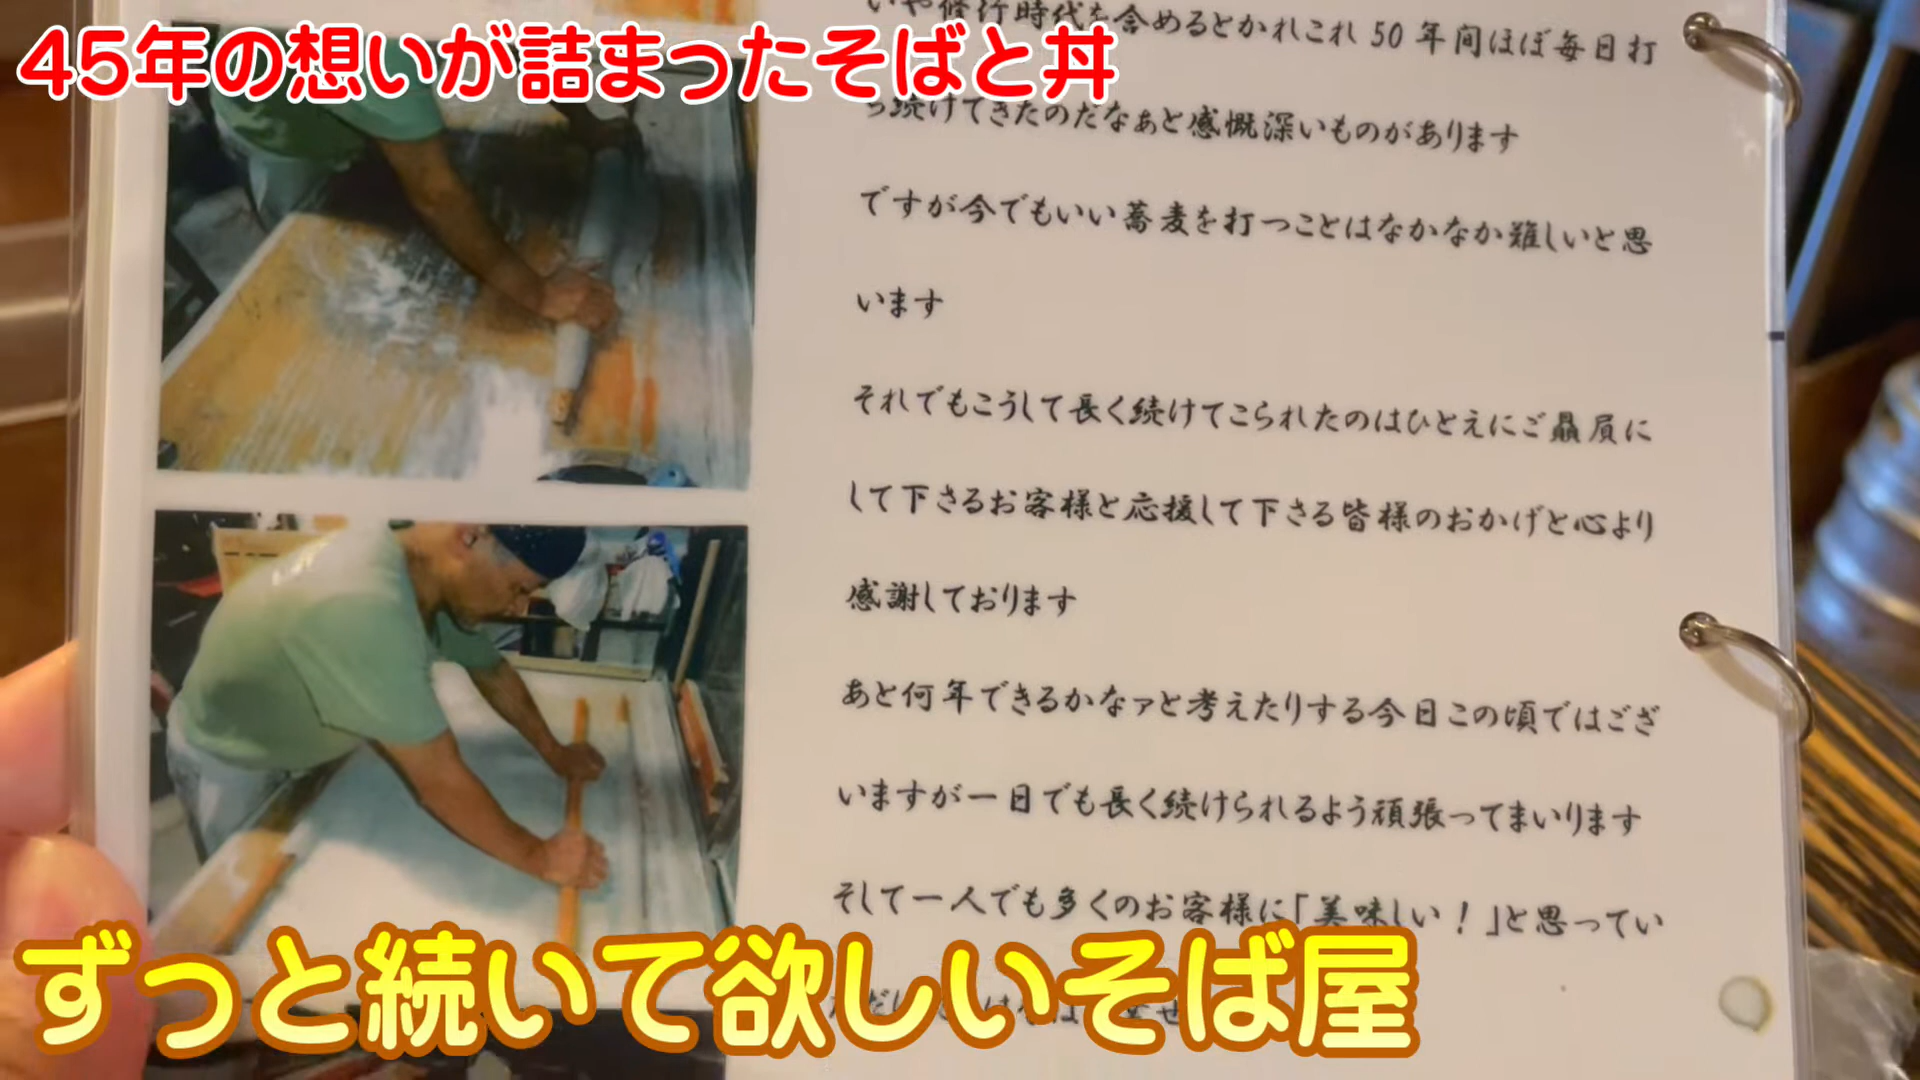 45年の想いが詰まったそばと丼
いや修行時代を含めるとかれこれ50年間ほぼ毎日打
ち続けてきたのだなぁと感慨深いものがあります
ですが今でもいい蕎麦を打つことはなかなか難しいと思
います
それでもこうして長く続けてこられたのはひとえにご贔屓に
して下さるお客様と応援して下さる皆様のおかげと心より
感謝しております
あと何年できるかなァと考えたりする今日この頃ではござ
いますが一日でも長く続けられるよう頑張ってまいります
そして一人でも多くのお客様に「美味しい！」と思ってい
ずっと続いて欲しいそば屋